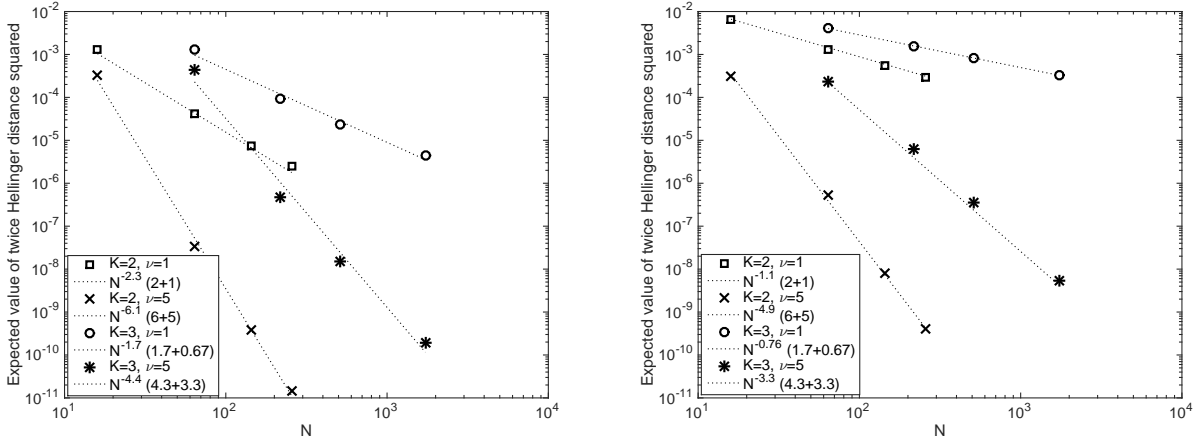 Expected value of twice Hellinger distance squared
10^-2
10^-3
10^-4
10^-5
10^-6
10^-7
10^-8
10^-9
10^-10
10^-11
K=2, ν=1
N^-2.3 (2+1)
K=2, ν=5
N^-6.1 (6+5)
K=3, ν=1
N^-1.7 (1.7+0.67)
K=3, ν=5
N^-4.4 (4.3+3.3)
10^1
10^2
10^3
10^4
N
Expected value of twice Hellinger distance squared
10^-2
10^-3
10^-4
10^-5
10^-6
10^-7
10^-8
10^-9
10^-10
10^-11
K=2, ν=1
N^-1.1 (2+1)
K=2, ν=5
N^-4.9 (6+5)
K=3, ν=1
N^-0.76 (1.7+0.67)
K=3, ν=5
N^-3.3 (4.3+3.3)
10^1
10^2
10^3
10^4
N